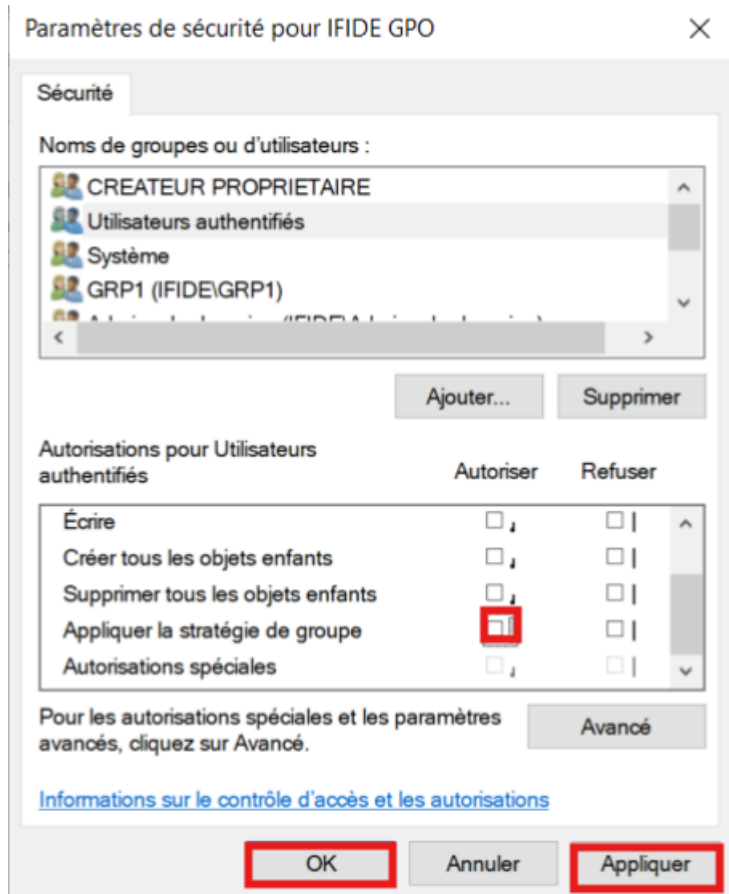 Paramètres de sécurité pour IFIDE GPO
Sécurité
Noms de groupes ou d'utilisateurs :
CREATEUR PROPRIETAIRE
Utilisateurs authentifiés
Système
GRP1 (IFIDE\GRP1)
Ajouter...
Supprimer
Autorisations pour Utilisateurs
authentifiés
Autoriser
Refuser
Écrire
Créer tous les objets enfants
Supprimer tous les objets enfants
Appliquer la stratégie de groupe
Autorisations spéciales
Pour les autorisations spéciales et les paramètres
avancés, cliquez sur Avancé.
Avancé
Informations sur le contrôle d'accès et les autorisations
OK
Annuler
Appliquer